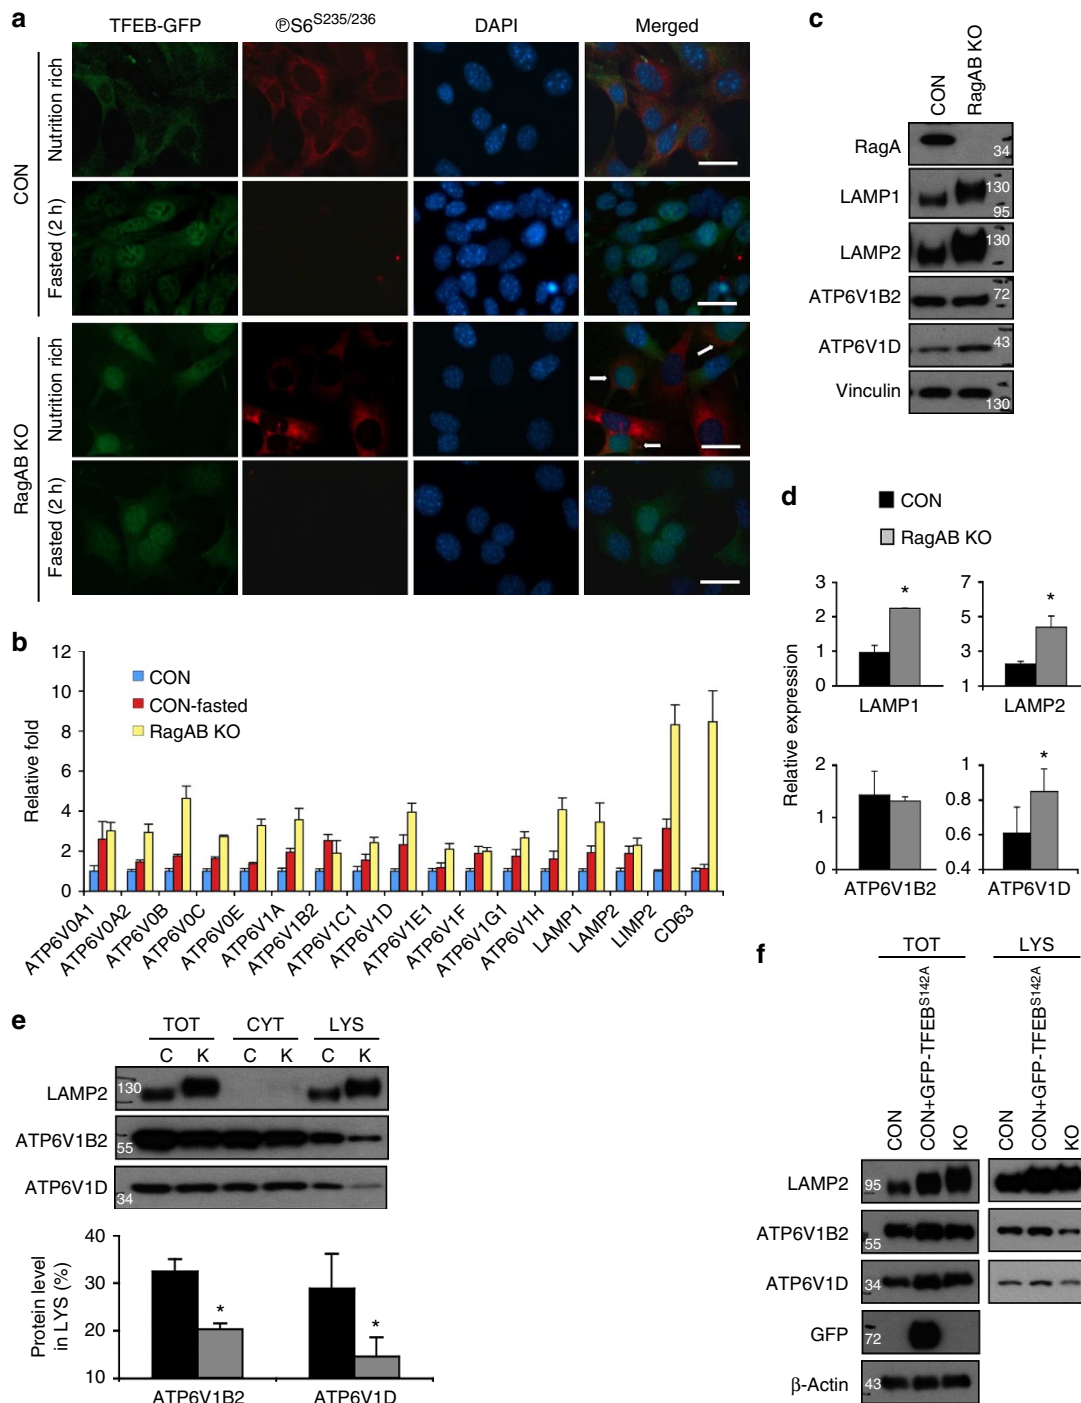 a
TFEB-GFP
℗S6^S235/236
DAPI
Merged
CON
Nutrition rich
Fasted (2 h)
RagAB KO
Nutrition rich
Fasted (2 h)
b
12
10
8
6
4
2
0
Relative fold
CON
CON-fasted
RagAB KO
ATP6V0A1
ATP6V0A2
ATP6V0B
ATP6V0C
ATP6V0E
ATP6V1A
ATP6V1B2
ATP6V1C1
ATP6V1D
ATP6V1E1
ATP6V1F
ATP6V1G1
ATP6V1H
LAMP1
LAMP2
LIMP2
CD63
c
CON
RagAB KO
RagA
34
LAMP1
130
95
LAMP2
130
ATP6V1B2
72
ATP6V1D
43
Vinculin
130
d
CON
RagAB KO
Relative expression
3
2
1
0
*
LAMP1
7
5
3
1
*
LAMP2
2
1
0
ATP6V1B2
1
0.8
0.6
0.4
*
ATP6V1D
e
TOT
CYT
LYS
C
K
C
K
C
K
LAMP2
130
ATP6V1B2
55
ATP6V1D
34
Protein level
in LYS (%)
40
30
20
10
*
*
ATP6V1B2
ATP6V1D
f
TOT
LYS
CON
CON+GFP-TFEB^S142A
KO
CON
CON+GFP-TFEB^S142A
KO
LAMP2
95
ATP6V1B2
55
ATP6V1D
34
GFP
72
β-Actin
43